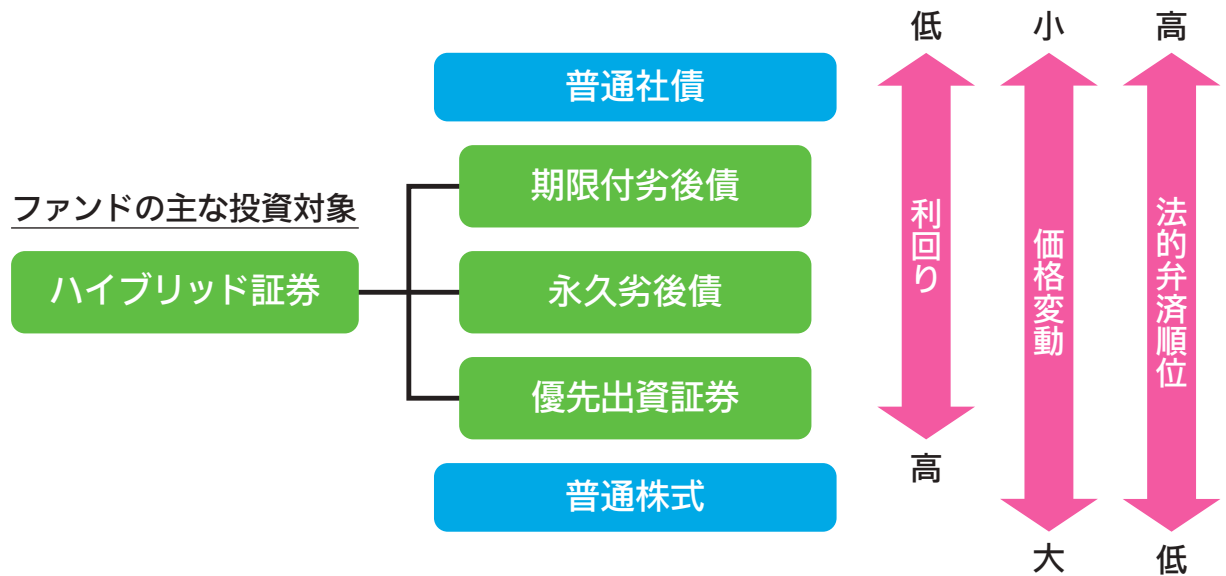 低
小
高
普通社債
期限付劣後債
ファンドの主な投資対象
ハイブリッド証券
永久劣後債
優先出資証券
普通株式
利回り
価格変動
法的弁済順位
高
大
低